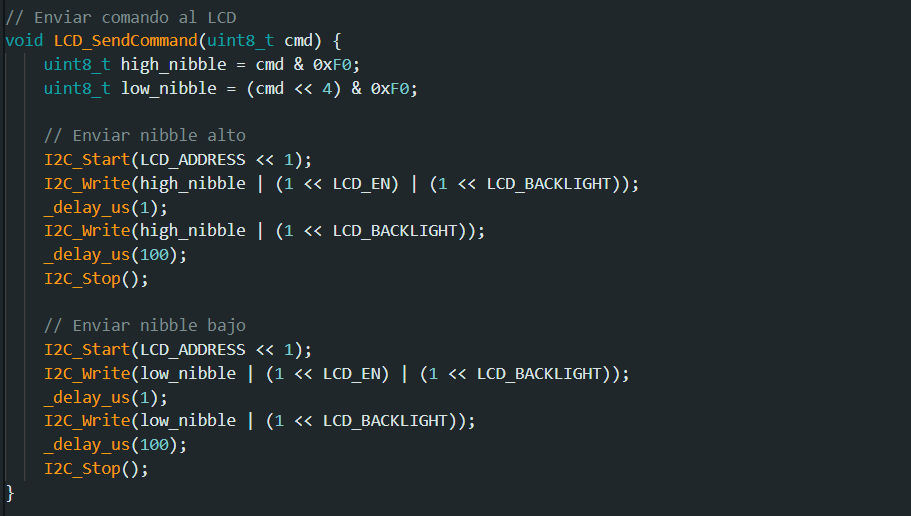 // Enviar comando al LCD
void LCD_SendCommand(uint8_t cmd) {
    uint8_t high_nibble = cmd & 0xF0;
    uint8_t low_nibble = (cmd << 4) & 0xF0;

    // Enviar nibble alto
    I2C_Start(LCD_ADDRESS << 1);
    I2C_Write(high_nibble | (1 << LCD_EN) | (1 << LCD_BACKLIGHT));
    _delay_us(1);
    I2C_Write(high_nibble | (1 << LCD_BACKLIGHT));
    _delay_us(100);
    I2C_Stop();

    // Enviar nibble bajo
    I2C_Start(LCD_ADDRESS << 1);
    I2C_Write(low_nibble | (1 << LCD_EN) | (1 << LCD_BACKLIGHT));
    _delay_us(1);
    I2C_Write(low_nibble | (1 << LCD_BACKLIGHT));
    _delay_us(100);
    I2C_Stop();
}